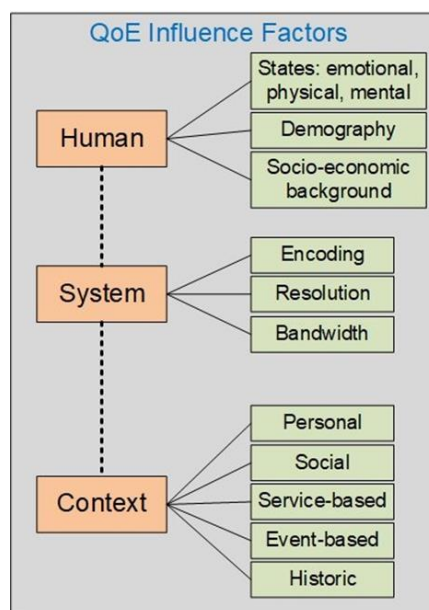 QoE Influence Factors
Human
States: emotional,
physical, mental
Demography
Socio-economic
background
System
Encoding
Resolution
Bandwidth
Context
Personal
Social
Service-based
Event-based
Historic